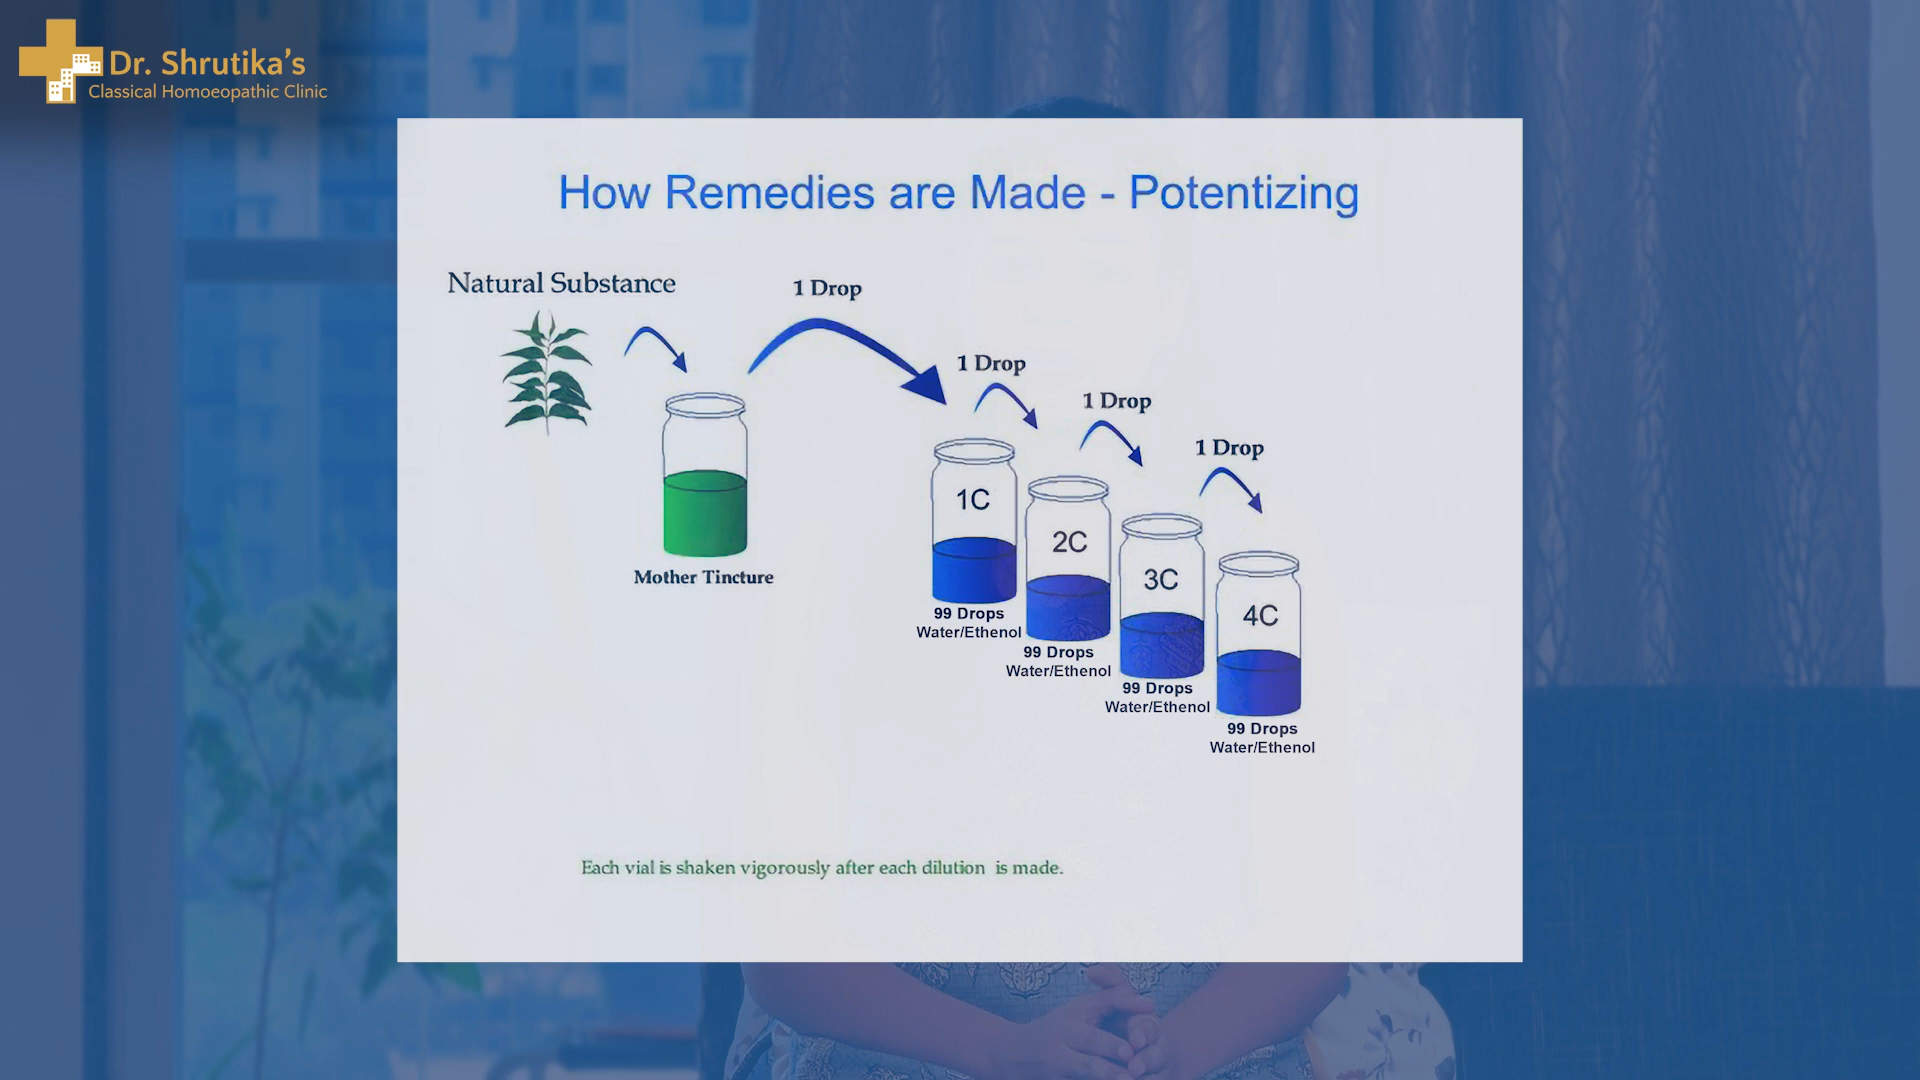 Dr. Shrutika's
Classical Homoeopathic Clinic
How Remedies are Made - Potentizing
Natural Substance
1 Drop
1 Drop
1 Drop
1 Drop
1C
2C
3C
4C
Mother Tincture
99 Drops
Water/Ethenol
99 Drops
Water/Ethenol
99 Drops
Water/Ethenol
99 Drops
Water/Ethenol
Each vial is shaken vigorously after each dilution is made.